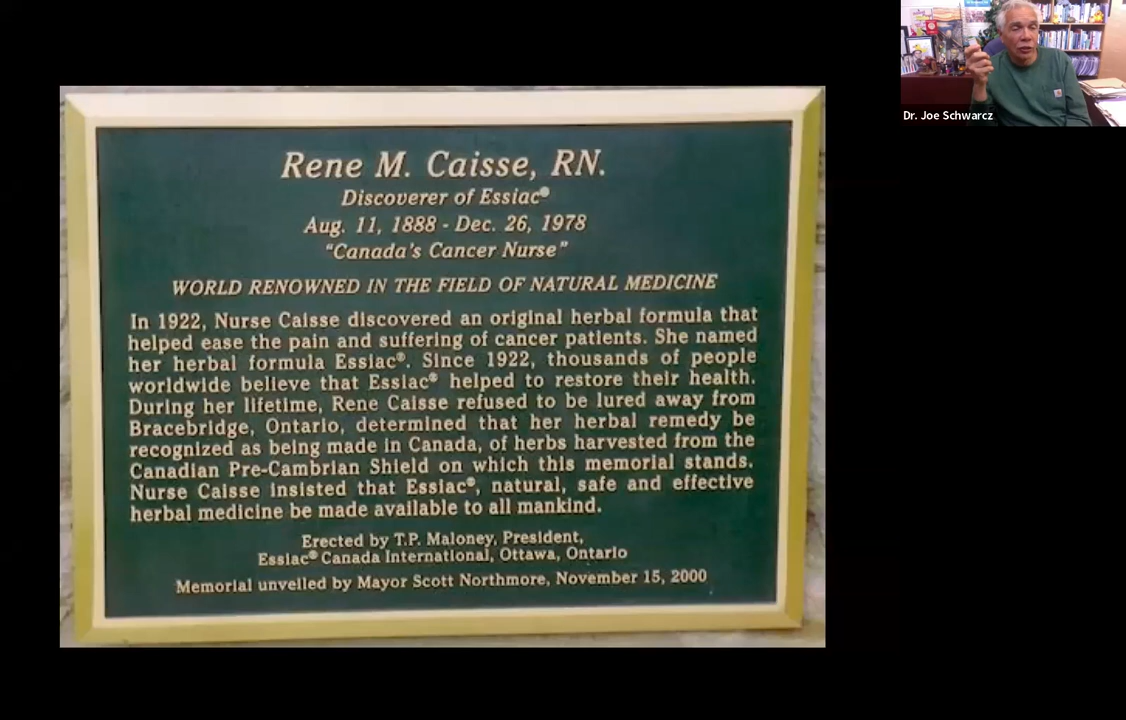 Rene M. Caisse, RN.
Discoverer of Essiac®
Aug. 11, 1888 - Dec. 26, 1978
"Canada's Cancer Nurse"
WORLD RENOWNED IN THE FIELD OF NATURAL MEDICINE
In 1922, Nurse Caisse discovered an original herbal formula that
helped ease the pain and suffering of cancer patients. She named
her herbal formula Essiac®. Since 1922, thousands of people
worldwide believe that Essiac® helped to restore their health.
During her lifetime, Rene Caisse refused to be lured away from
Bracebridge, Ontario, determined that her herbal remedy be
recognized as being made in Canada, of herbs harvested from the
Canadian Pre-Cambrian Shield on which this memorial stands.
Nurse Caisse insisted that Essiac®, natural, safe and effective
herbal medicine be made available to all mankind.
Erected by T.P. Maloney, President,
Essiac® Canada International, Ottawa, Ontario
Memorial unveiled by Mayor Scott Northmore, November 15, 2000
Dr. Joe Schwarcz